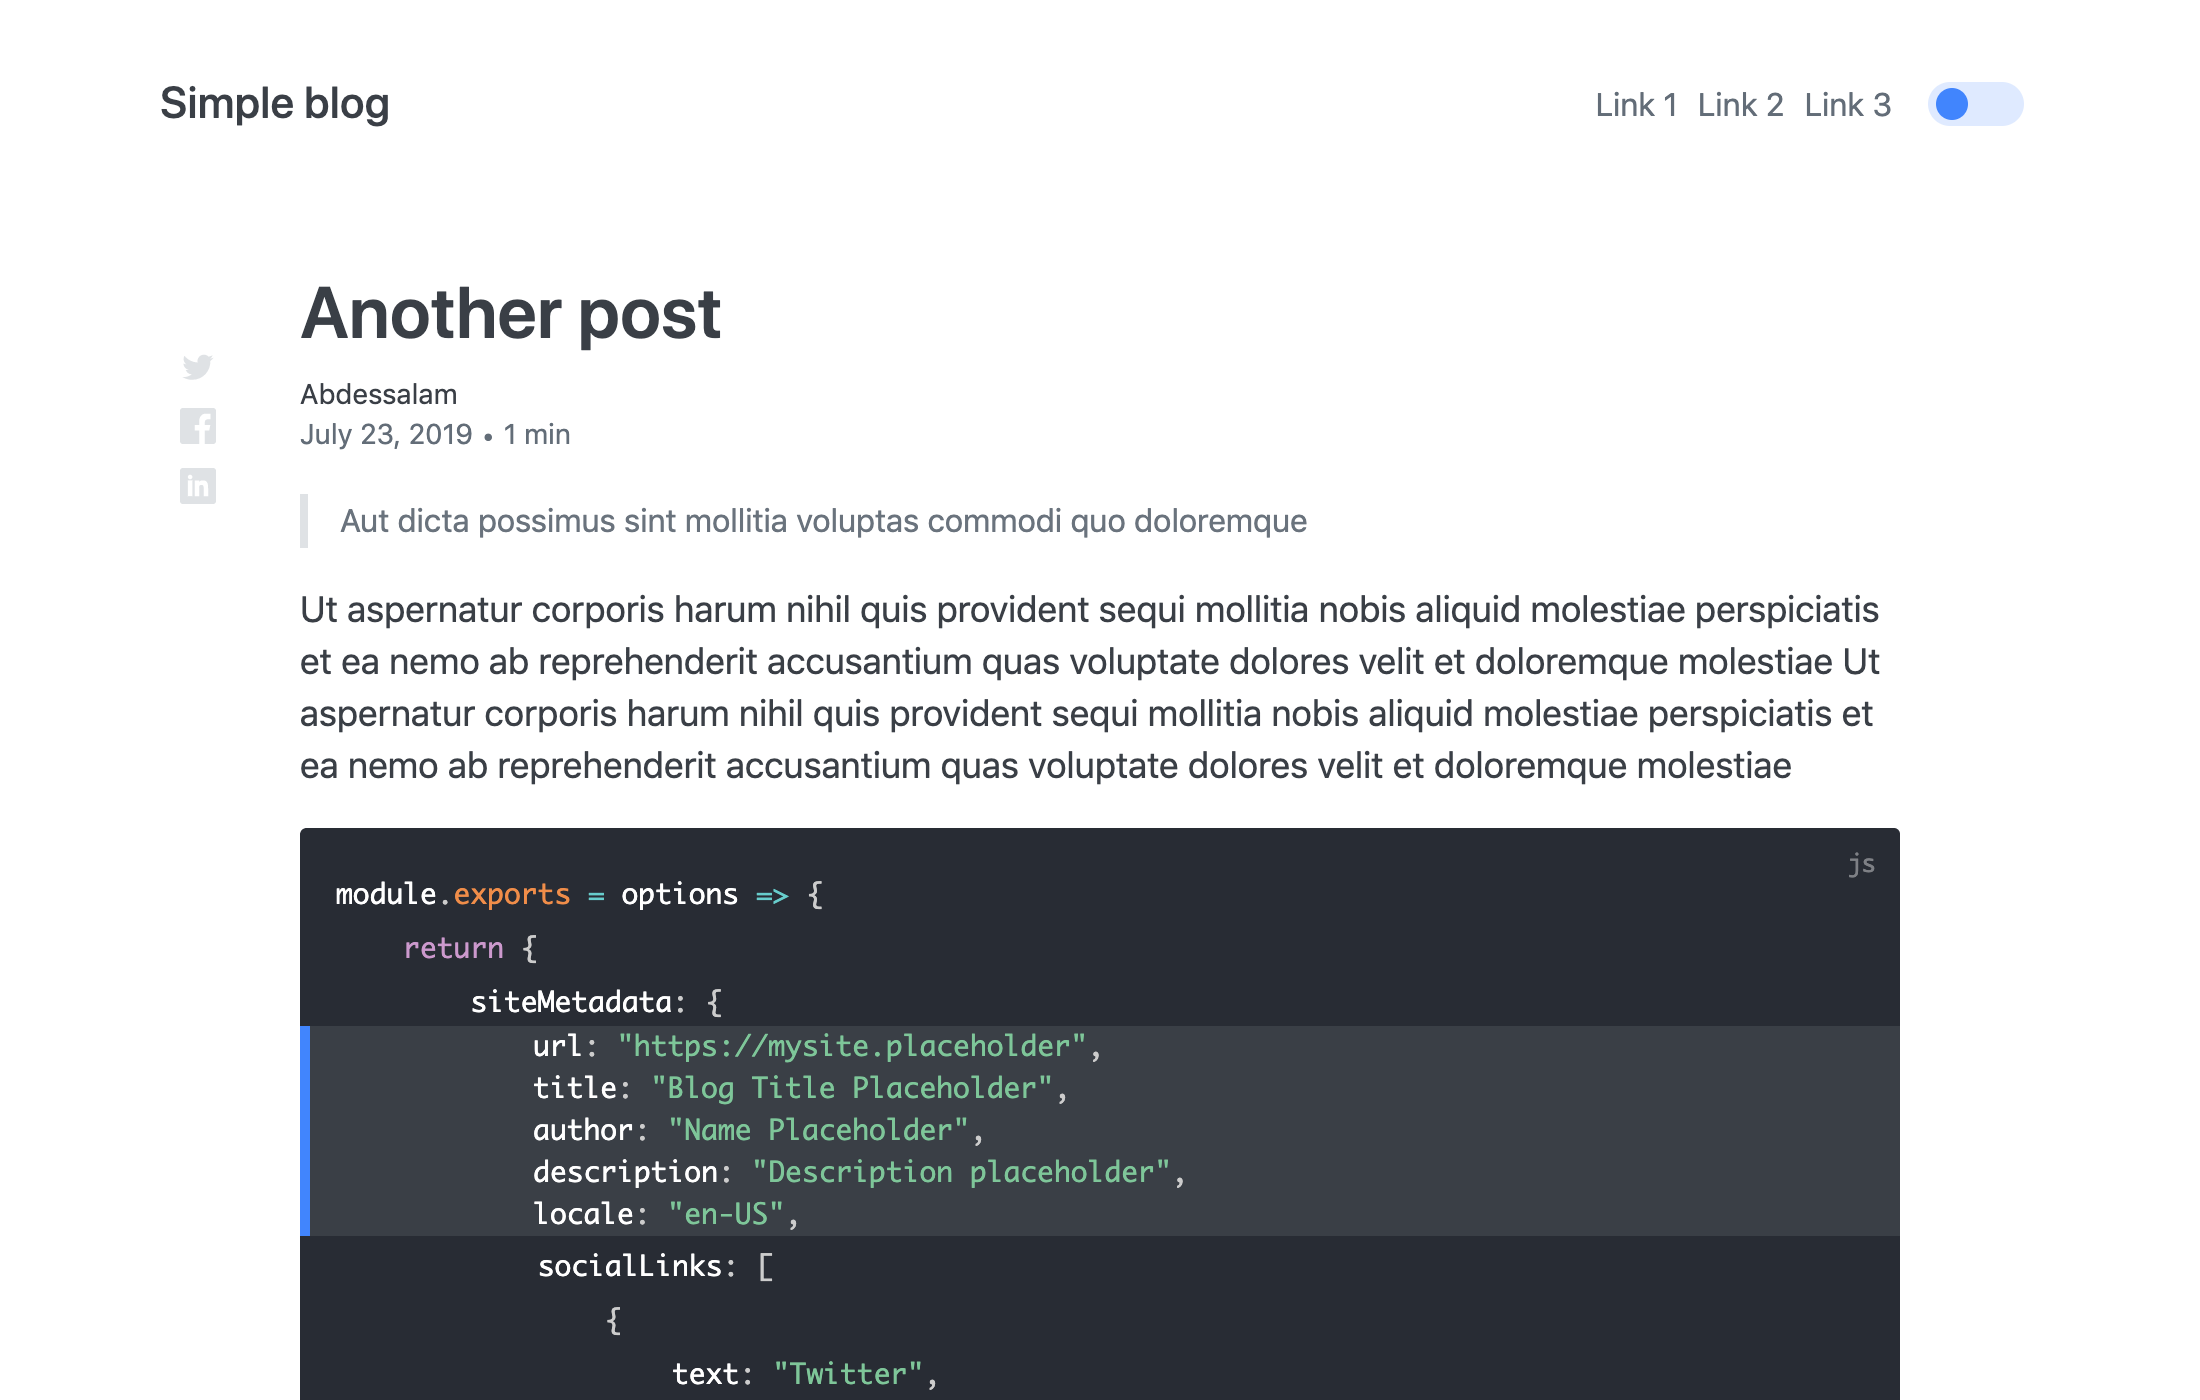 Simple blog
Link 1 Link 2 Link 3
Another post
Abdessalam
July 23, 2019 • 1 min
in
Aut dicta possimus sint mollitia voluptas commodi quo doloremque
Ut aspernatur corporis harum nihil quis provident sequi mollitia nobis aliquid molestiae perspiciatis
et ea nemo ab reprehenderit accusantium quas voluptate dolores velit et doloremque molestiae Ut
aspernatur corporis harum nihil quis provident sequi mollitia nobis aliquid molestiae perspiciatis et
ea nemo ab reprehenderit accusantium quas voluptate dolores velit et doloremque molestiae
js
module.exports = options => {
    return {
        siteMetadata: {
            url: "https://mysite.placeholder",
            title: "Blog Title Placeholder",
            author: "Name Placeholder",
            description: "Description placeholder",
            locale: "en-US",
            socialLinks: [
                {
                    text: "Twitter",